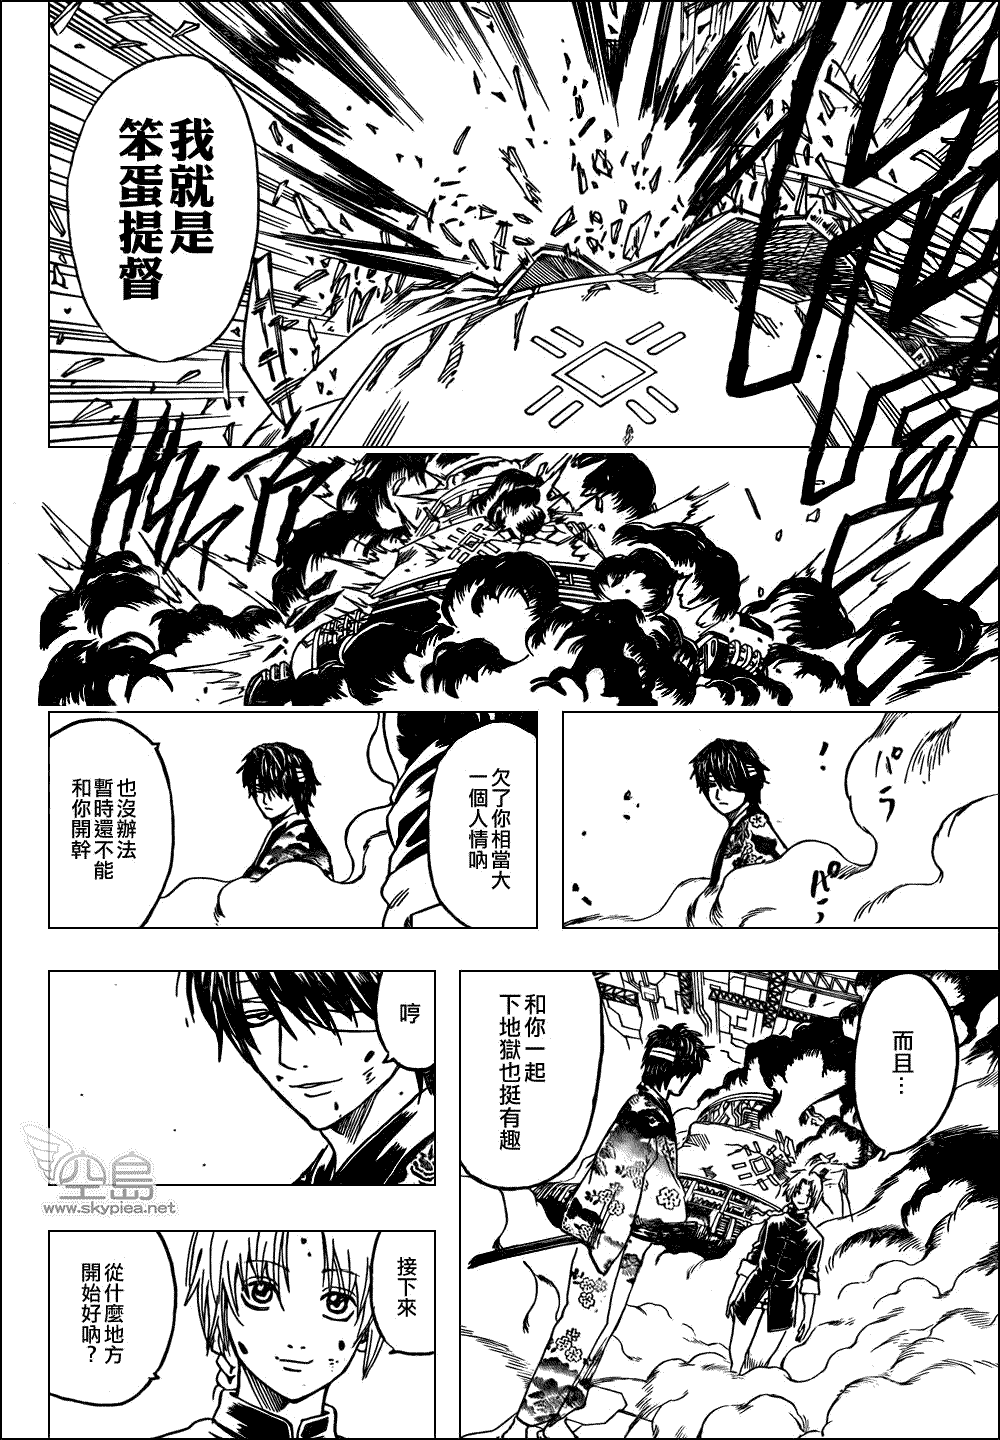 我就是
笨蛋提督
パ
ラ
欠了你相當大
一個人情吶
也沒辦法
暫時還不能
和你開幹
而且…
和你一起
下地獄也挺有趣
哼
接下來
從什麼地方
開始好吶?
空島
www.skypiea.net